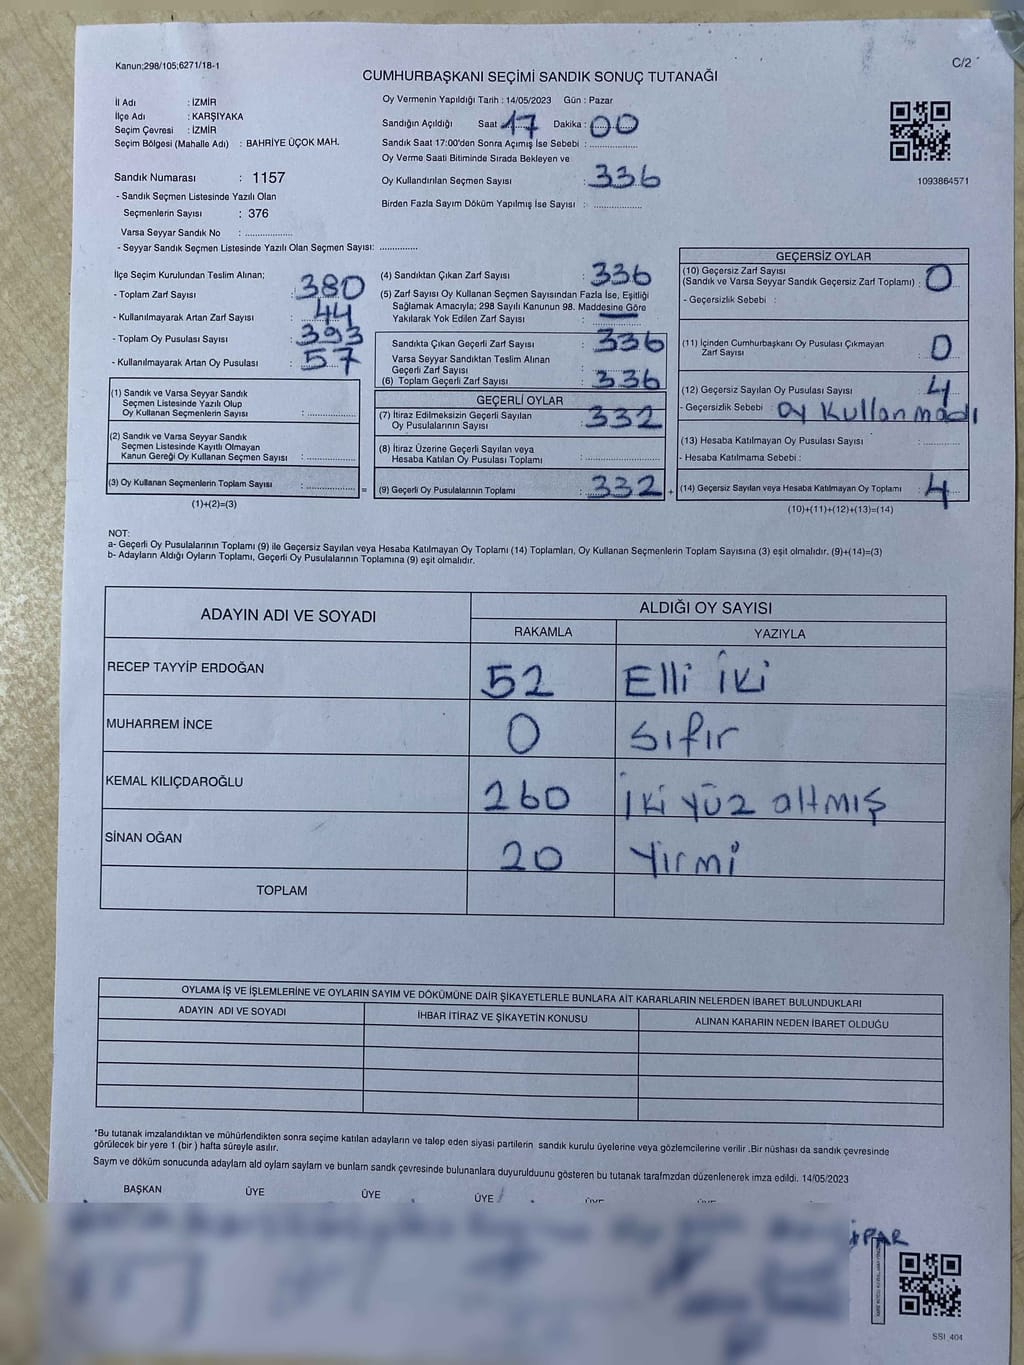 Kanun;298/105;6271/18-1
C/2
CUMHURBAŞKANI SEÇİMİ SANDIK SONUÇ TUTANAĞI
İl Adı : İZMİR
İlçe Adı : KARŞIYAKA
Seçim Çevresi : İZMİR
Seçim Bölgesi (Mahalle Adı) : BAHRİYE ÜÇOK MAH.
Sandık Numarası : 1157
- Sandık Seçmen Listesinde Yazılı Olan
Seçmenlerin Sayısı : 376
Varsa Seyyar Sandık No : ....................
- Seyyar Sandık Seçmen Listesinde Yazılı Olan Seçmen Sayısı: ................
Oy Vermenin Yapıldığı Tarih : 14/05/2023 Gün : Pazar
Sandığın Açıldığı Saat 17 Dakika : 00
Sandık Saat 17:00'den Sonra Açımış İse Sebebi : ....................
Oy Verme Saati Bitiminde Sırada Bekleyen ve
Oy Kullandırılan Seçmen Sayısı : 336
Birden Fazla Sayım Döküm Yapılmış İse Sayısı : ....................
1093864571
İlçe Seçim Kurulundan Teslim Alınan;
- Toplam Zarf Sayısı : 380
- Kullanılmayarak Artan Zarf Sayısı : 44
- Toplam Oy Pusulası Sayısı : 393
- Kullanılmayarak Artan Oy Pusulası : 57
(1) Sandık ve Varsa Seyyar Sandık
Seçmen Listesinde Yazılı Olup
Oy Kullanan Seçmenlerin Sayısı : ....................
(2) Sandık ve Varsa Seyyar Sandık
Seçmen Listesinde Kayıtlı Olmayan
Kanun Gereği Oy Kullanan Seçmen Sayısı : ....................
(3) Oy Kullanan Seçmenlerin Toplam Sayısı : .................... =
(1)+(2)=(3)
(4) Sandıktan Çıkan Zarf Sayısı : 336
(5) Zarf Sayısı Oy Kullanan Seçmen Sayısından Fazla İse, Eşitliği
Sağlamak Amacıyla; 298 Sayılı Kanunun 98. Maddesine Göre
Yakılarak Yok Edilen Zarf Sayısı : —
Sandıkta Çıkan Geçerli Zarf Sayısı : 336
Varsa Seyyar Sandıktan Teslim Alınan
Geçerli Zarf Sayısı :
(6) Toplam Geçerli Zarf Sayısı : 336
GEÇERLİ OYLAR
(7) İtiraz Edilmeksizin Geçerli Sayılan
Oy Pusulalarının Sayısı : 332
(8) İtiraz Üzerine Geçerli Sayılan veya
Hesaba Katılan Oy Pusulası Toplamı : ....................
(9) Geçerli Oy Pusulalarının Toplamı : 332 +
GEÇERSİZ OYLAR
(10) Geçersiz Zarf Sayısı
(Sandık ve Varsa Seyyar Sandık Geçersiz Zarf Toplamı) : 0
- Geçersizlik Sebebi :
(11) İçinden Cumhurbaşkanı Oy Pusulası Çıkmayan
Zarf Sayısı 0
(12) Geçersiz Sayılan Oy Pusulası Sayısı 4
- Geçersizlik Sebebi oy kullanmadı
(13) Hesaba Katılmayan Oy Pusulası Sayısı : ....................
- Hesaba Katılmama Sebebi :
(14) Geçersiz Sayılan veya Hesaba Katılmayan Oy Toplamı : 4
(10)+(11)+(12)+(13)=(14)
NOT:
a- Geçerli Oy Pusulalarının Toplamı (9) ile Geçersiz Sayılan veya Hesaba Katılmayan Oy Toplamı (14) Toplamları, Oy Kullanan Seçmenlerin Toplam Sayısına (3) eşit olmalıdır. (9)+(14)=(3)
b- Adayların Aldığı Oyların Toplamı, Geçerli Oy Pusulalarının Toplamına (9) eşit olmalıdır.
ADAYIN ADI VE SOYADI ALDIĞI OY SAYISI
RAKAMLA YAZIYLA
RECEP TAYYİP ERDOĞAN 52 Elli iki
MUHARREM İNCE 0 sıfır
KEMAL KILIÇDAROĞLU 260 İki yüz altmış
SİNAN OĞAN 20 Yirmi
TOPLAM
OYLAMA İŞ VE İŞLEMLERİNE VE OYLARIN SAYIM VE DÖKÜMÜNE DAİR ŞİKAYETLERLE BUNLARA AİT KARARLARIN NELERDEN İBARET BULUNDUKLARI
ADAYIN ADI VE SOYADI İHBAR İTİRAZ VE ŞİKAYETİN KONUSU ALINAN KARARIN NEDEN İBARET OLDUĞU
*Bu tutanak imzalandıktan ve mühürlendikten sonra seçime katılan adayların ve talep eden siyasi partilerin sandık kurulu üyelerine veya gözlemcilerine verilir .Bir nüshası da sandık çevresinde
görülecek bir yere 1 (bir ) hafta süreyle asılır.
Sayım ve döküm sonucunda adaylarn ald oylarn saylarn ve bunlarn sandk çevresinde bulunanlara duyurulduunu gösteren bu tutanak tarafmzdan düzenlenerek imza edildi. 14/05/2023
BAŞKAN ÜYE ÜYE ÜYE
SSI_404